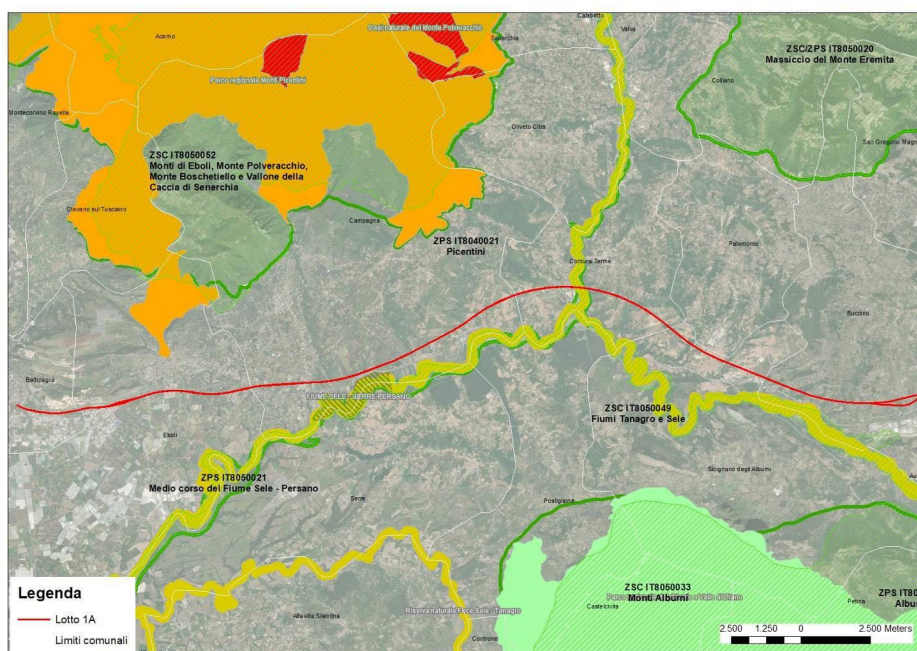 Calabritto
Valva
Oasi naturale del Monte Polveracchio
Acerno
Senerchia
ZSC/ZPS IT8050020
Massiccio del Monte Eremita
Parco regionale Monti Picentini
Colliano
Montecorvino Rovella
Oliveto Citra
San Gregorio Magno
ZSC IT8050052
Monti di Eboli, Monte Polveracchio,
Monte Boschetiello e Vallone della
Caccia di Senerchia
Olevano sul Tusciano
Campagna
ZPS IT8040021
Picentini
Palomonte
Contursi Terme
Buccino
Battipaglia
FIUME SELE - SERRE PERSANO
ZSC IT8050049
Fiumi Tanagro e Sele
Eboli
Sicignano degli Alburni
ZPS IT8050021
Medio corso del Fiume Sele - Persano
Serre
Postiglione
ZSC IT8050033
Monti Alburni
Castelcivita
Petina
Riserva naturale Foce Sele - Tanagro
Altavilla Silentina
Controne
Legenda
Lotto 1A
Limiti comunali
2.500 1.250 0 2.500 Meters